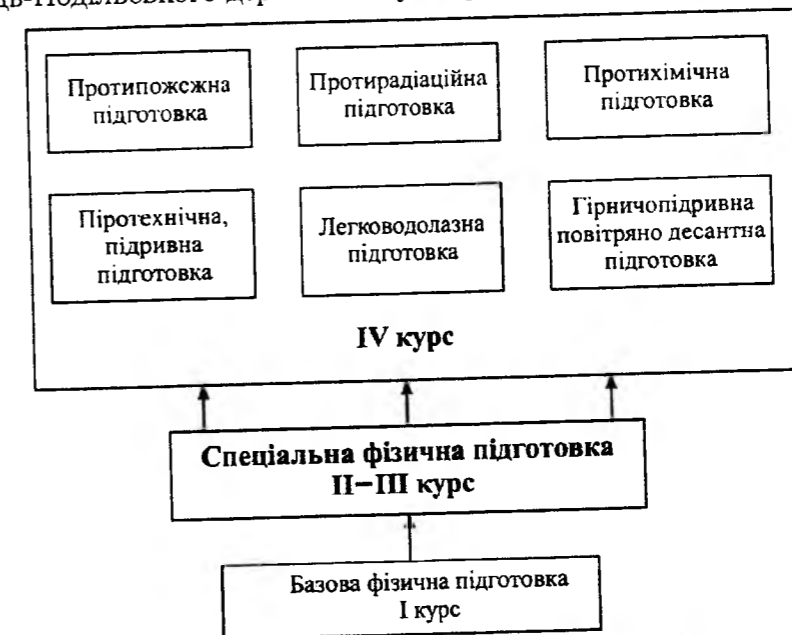 Протипожежна
підготовка
Протирадіаційна
підготовка
Протихімічна
підготовка
Піротехнічна,
підривна
підготовка
Легководолазна
підготовка
Гірничопідривна
повітряно десантна
підготовка
IV курс
Спеціальна фізична підготовка
II–III курс
Базова фізична підготовка
I курс